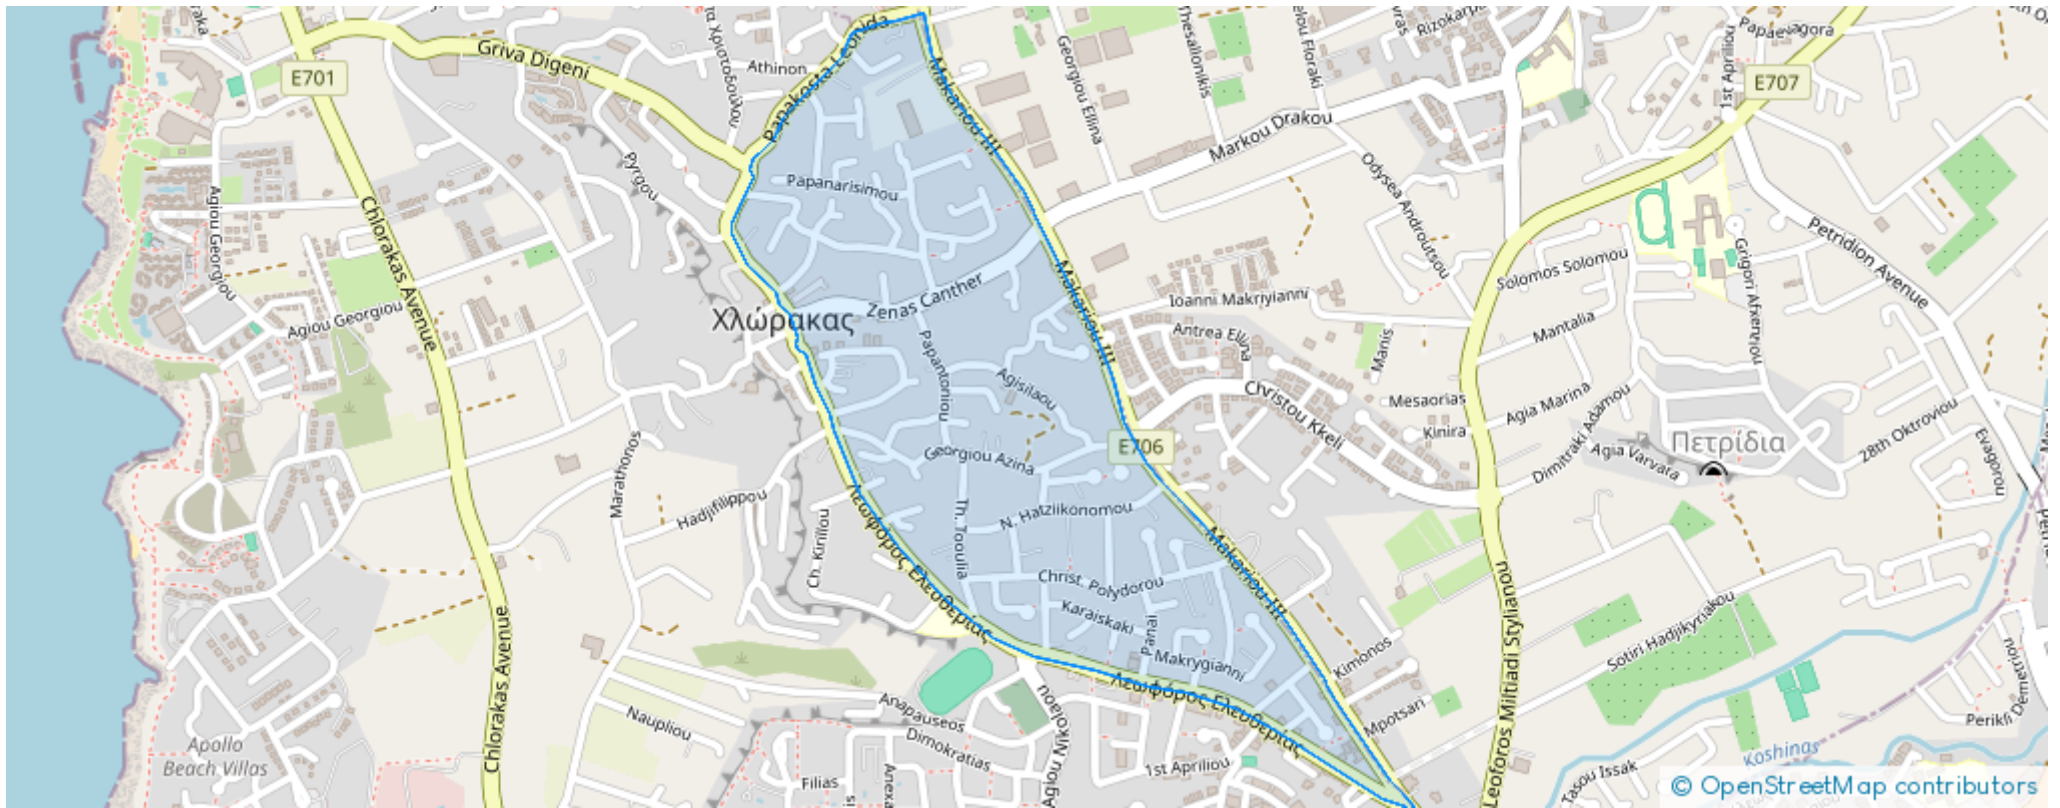 Griva Digeni
E701
Athinon
Papakosta Leonida
Makariou III
Georgiou Ellina
Thesalonikis
Rizokarpa
Papaevagora
1st Apriliou
E707
Markou Drakou
Odysea Androutsou
Pyrgou
Papanarisimou
Agiou Georgiou
Chlorakas Avenue
Petridion Avenue
Solomos Solomou
Grigori Afxentiou
Agiou Georgiou
Χλώρακας
Zenas Canther
Makariou III
Ioanni Makriyianni
Antrea Ellina
Manis
Mantalia
Papantoniou
Agisilaou
Christou Kkeli
Mesaorias
Agia Marina
Kinira
Dimitraki Adamou
E706
Πετρίδια
Agia Varvara
28th Oktroviou
Evagorou
Georgiou Azina
Marathonos
Hadjifilippou
Ch. Kirillou
Λεωφόρος Ελευθερίας
Th. Tooulia
N. Hatziikonomou
Makariou III
Christ. Polydorou
Karaiskaki
Panai
Makrygianni
Kimonos
Sotiri Hadjikyriakou
Leoforos Miltiadi Stylianou
Chlorakas Avenue
Λεωφόρος Ελευθερίας
Mpotsari
Naupliou
Anapauseos
Dimokratias
Agiou Nikolaou
1st Apriliou
Filias
Apollo
Beach Villas
Perikli Demetriou
Koshinas
Tasou Issak
© OpenStreetMap contributors